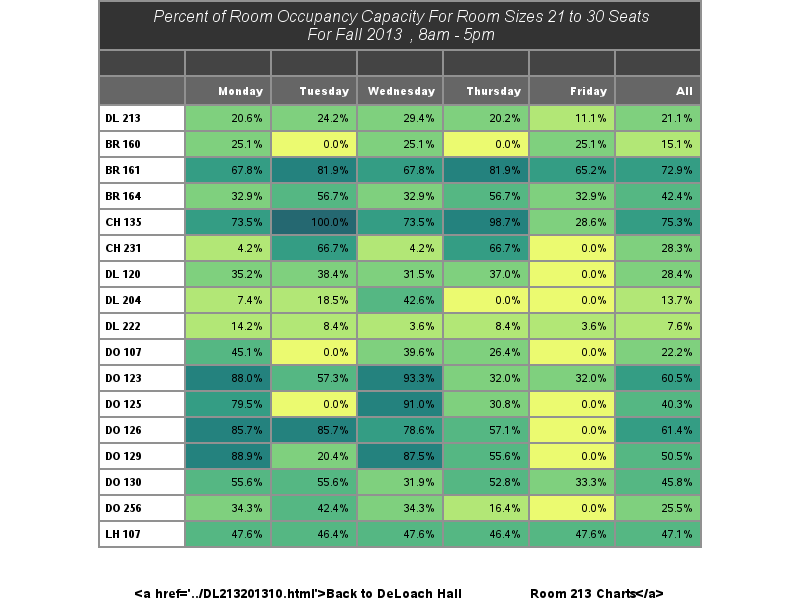 Percent of Room Occupancy Capacity For Room Sizes 21 to 30 Seats
For Fall 2013 , 8am - 5pm
Monday Tuesday Wednesday Thursday Friday All
DL 213 20.6% 24.2% 29.4% 20.2% 11.1% 21.1%
BR 160 25.1% 0.0% 25.1% 0.0% 25.1% 15.1%
BR 161 67.8% 81.9% 67.8% 81.9% 65.2% 72.9%
BR 164 32.9% 56.7% 32.9% 56.7% 32.9% 42.4%
CH 135 73.5% 100.0% 73.5% 98.7% 28.6% 75.3%
CH 231 4.2% 66.7% 4.2% 66.7% 0.0% 28.3%
DL 120 35.2% 38.4% 31.5% 37.0% 0.0% 28.4%
DL 204 7.4% 18.5% 42.6% 0.0% 0.0% 13.7%
DL 222 14.2% 8.4% 3.6% 8.4% 3.6% 7.6%
DO 107 45.1% 0.0% 39.6% 26.4% 0.0% 22.2%
DO 123 88.0% 57.3% 93.3% 32.0% 32.0% 60.5%
DO 125 79.5% 0.0% 91.0% 30.8% 0.0% 40.3%
DO 126 85.7% 85.7% 78.6% 57.1% 0.0% 61.4%
DO 129 88.9% 20.4% 87.5% 55.6% 0.0% 50.5%
DO 130 55.6% 55.6% 31.9% 52.8% 33.3% 45.8%
DO 256 34.3% 42.4% 34.3% 16.4% 0.0% 25.5%
LH 107 47.6% 46.4% 47.6% 46.4% 47.6% 47.1%
<a href='../DL213201310.html'>Back to DeLoach Hall Room 213 Charts</a>